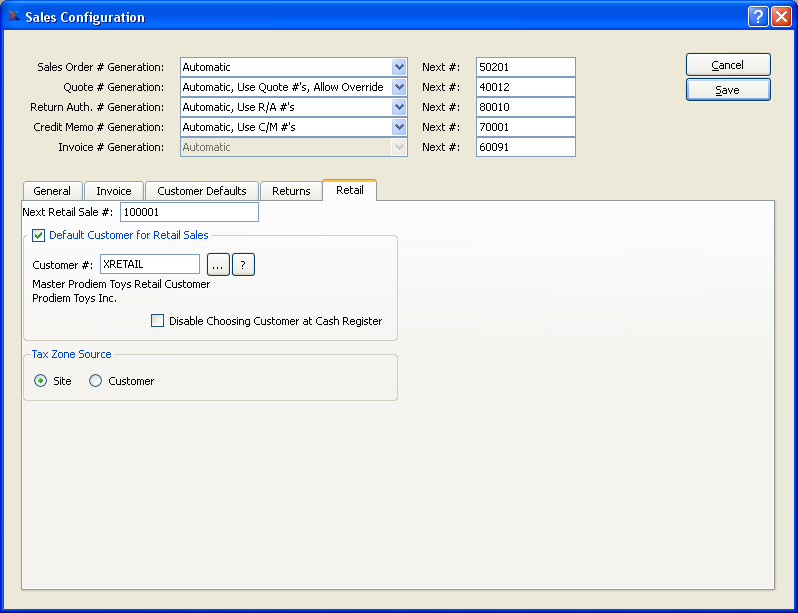 Sales Configuration
Sales Order # Generation: Automatic Next #: 50201 Cancel
Quote # Generation: Automatic, Use Quote #'s, Allow Override Next #: 40012 Save
Return Auth. # Generation: Automatic, Use R/A #'s Next #: 80010
Credit Memo # Generation: Automatic, Use C/M #'s Next #: 70001
Invoice # Generation: Automatic Next #: 60091
General Invoice Customer Defaults Returns Retail
Next Retail Sale #: 100001
Default Customer for Retail Sales
Customer #: XRETAIL ... ?
Master Prodiem Toys Retail Customer
Prodiem Toys Inc.
Disable Choosing Customer at Cash Register
Tax Zone Source
Site Customer